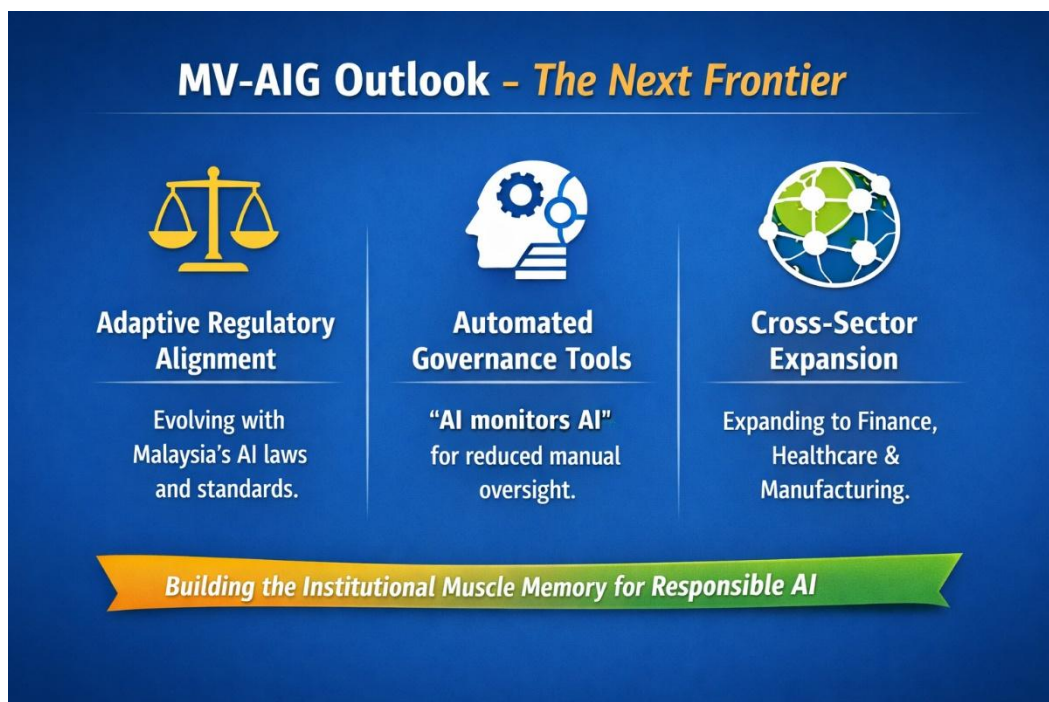 MV-AIG Outlook – The Next Frontier
Adaptive Regulatory
Alignment
Evolving with
Malaysia's AI laws
and standards.
Automated
Governance Tools
“AI monitors AI”
for reduced manual
oversight.
Cross-Sector
Expansion
Expanding to Finance,
Healthcare &
Manufacturing.
Building the Institutional Muscle Memory for Responsible AI